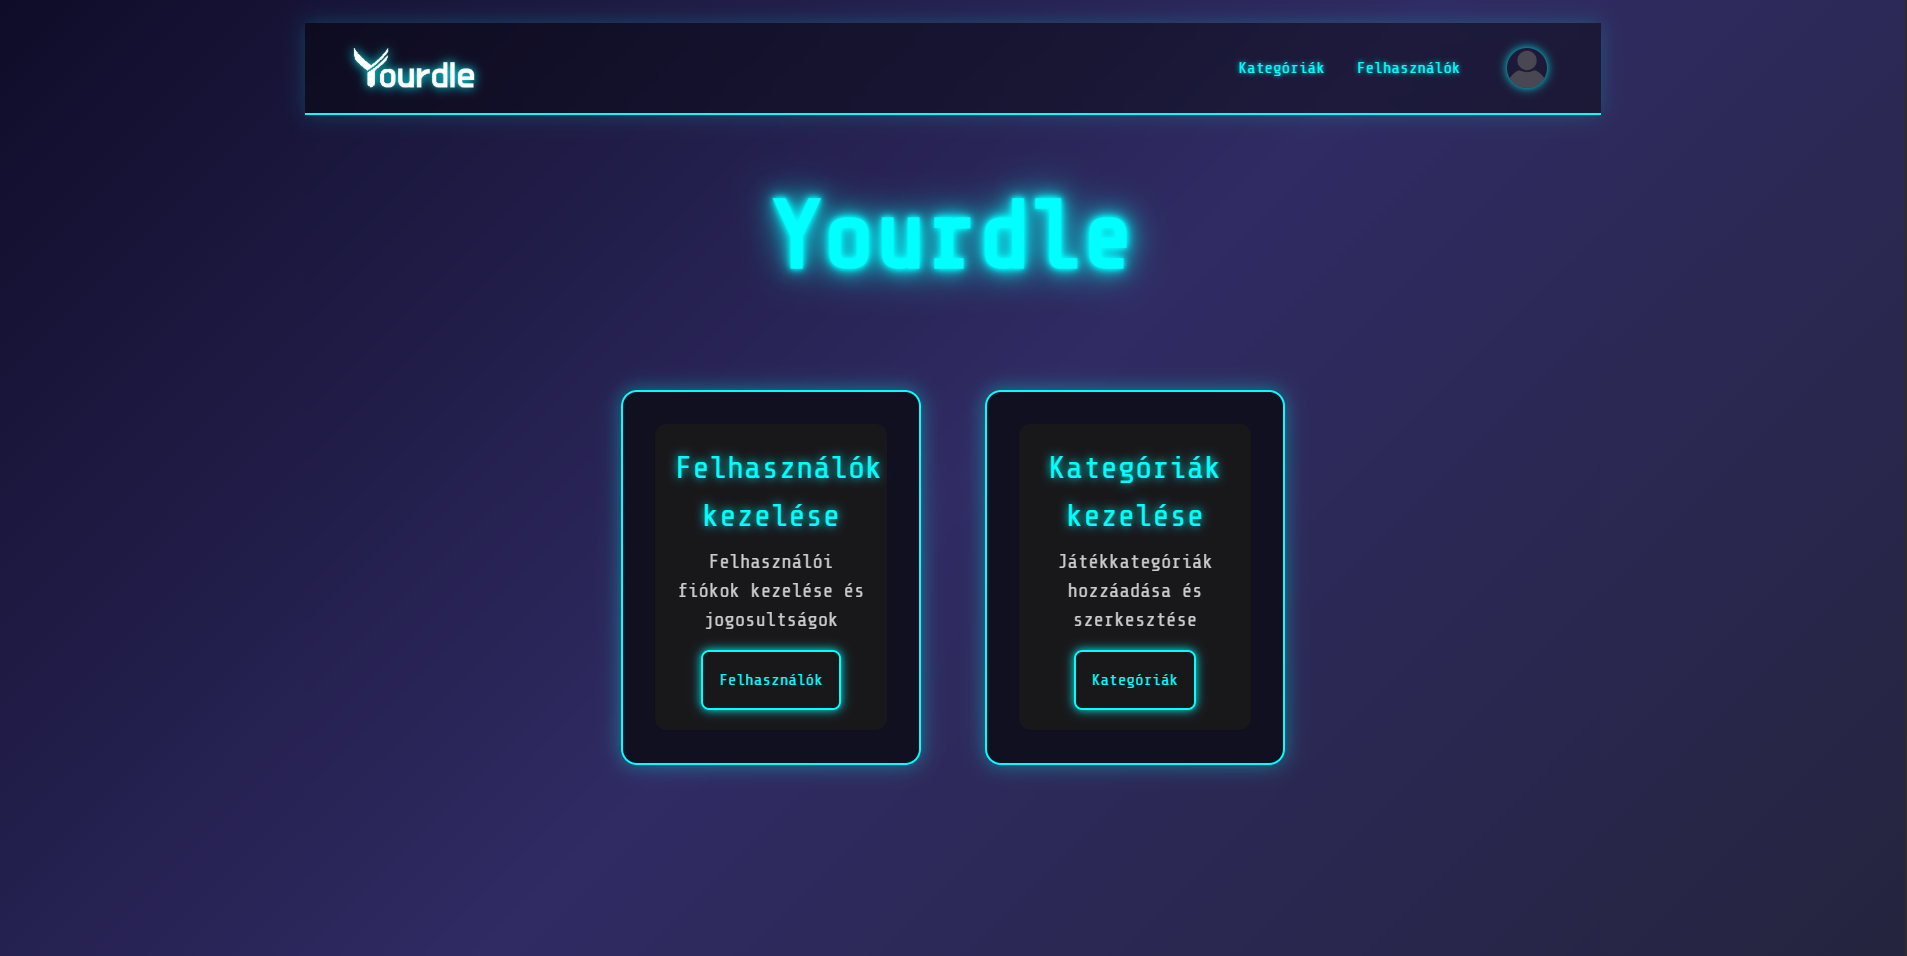 Yourdle
Kategóriák
Felhasználók
Yourdle
Felhasználók
kezelése
Felhasználói
fiókok kezelése és
jogosultságok
Felhasználók
Kategóriák
kezelése
Játékkategóriák
hozzáadása és
szerkesztése
Kategóriák